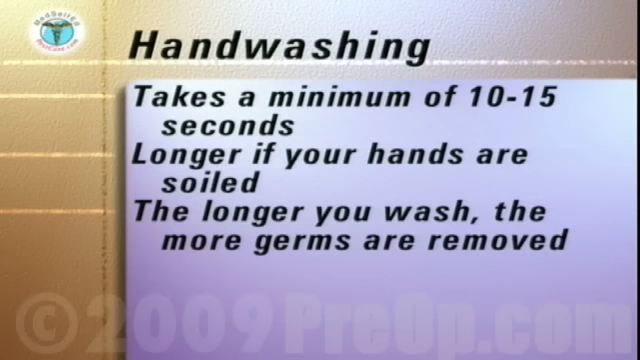 Handwashing
Takes a minimum of 10-15
seconds
Longer if your hands are
soiled
The longer you wash, the
more germs are removed
© 2009 PreOp.com